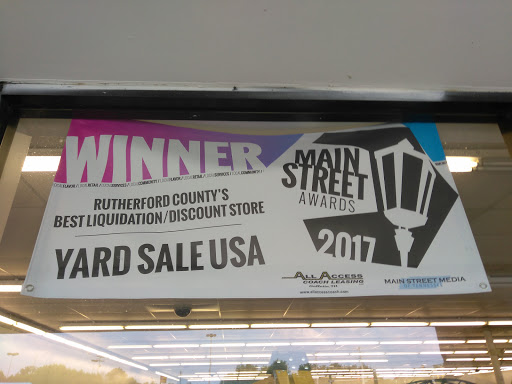 WINNER
RUTHERFORD COUNTY'S
BEST LIQUIDATION/DISCOUNT STORE
YARD SALE USA
MAIN
STREET
AWARDS
2017
ALL ACCESS
COACH LEASING
MAIN STREET MEDIA